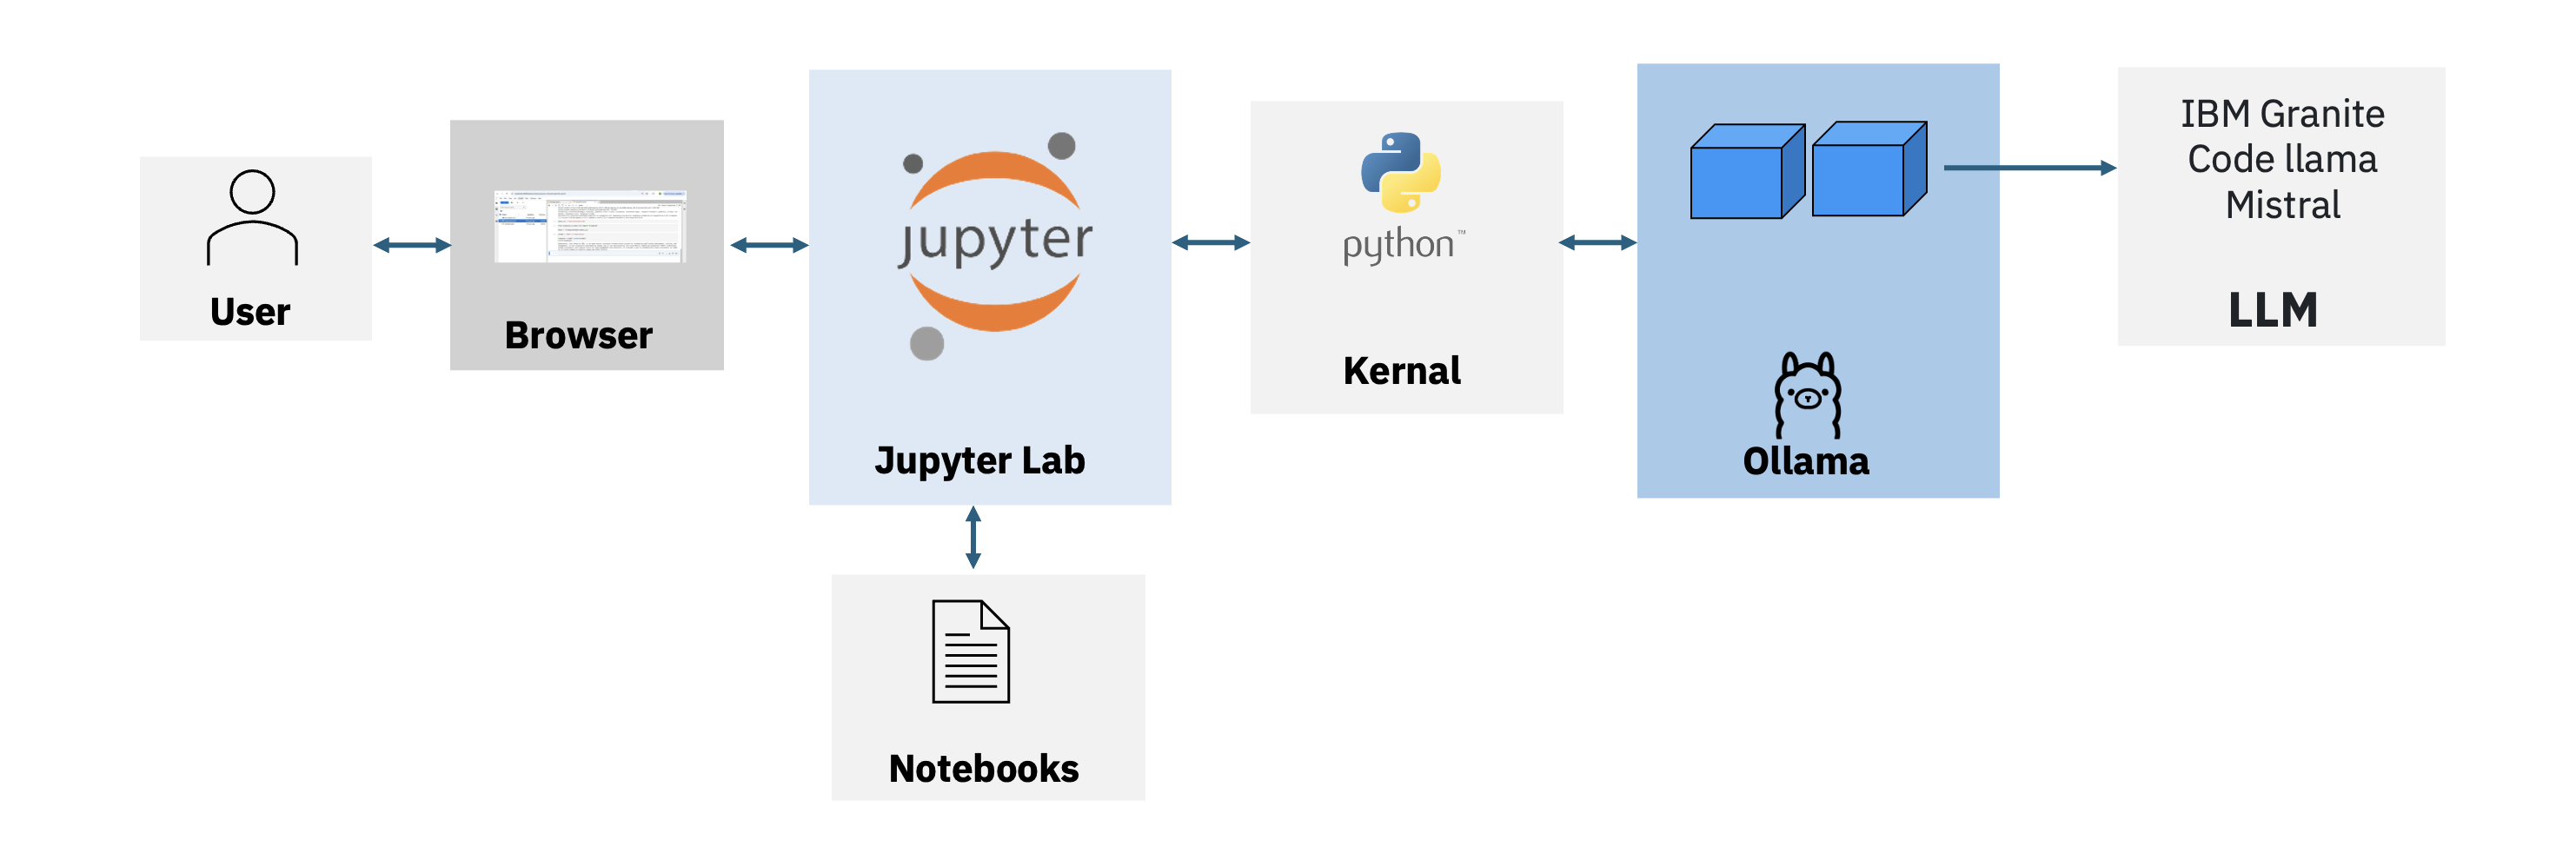 User
Browser
jupyter
Jupyter Lab
Notebooks
python™
Kernal
Ollama
IBM Granite
Code llama
Mistral
LLM